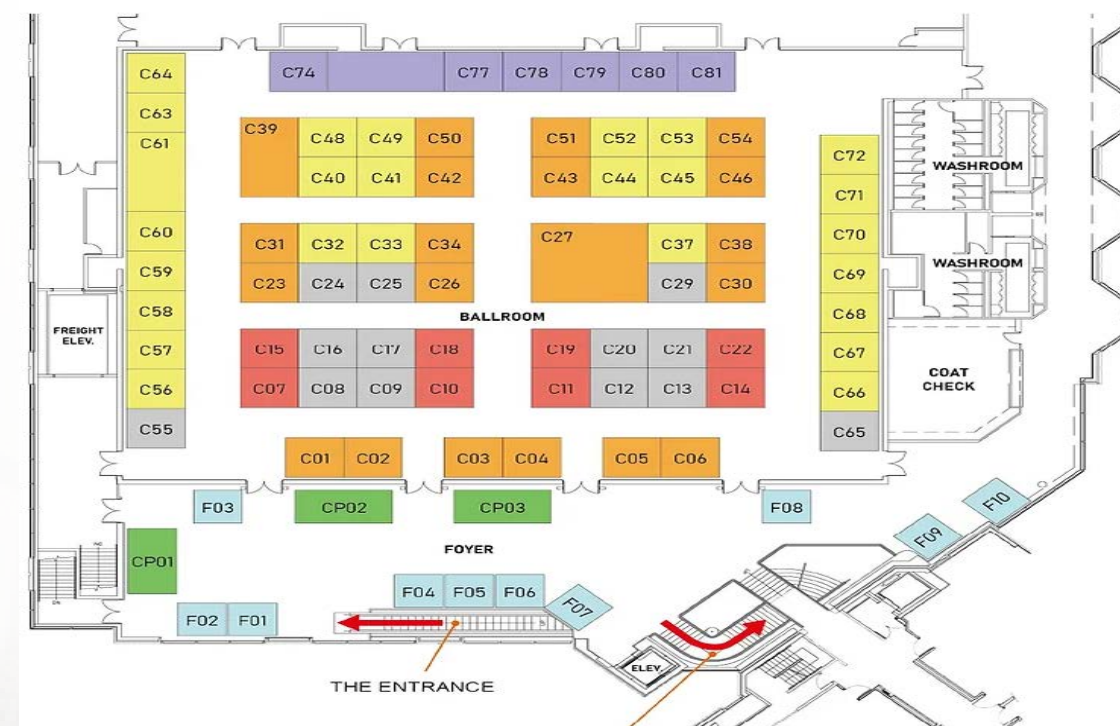 C64
C74 C77 C78 C79 C80 C81
C63
C39 C48 C49 C50 C51 C52 C53 C54
C61
C72
WASHROOM
C40 C41 C42 C43 C44 C45 C46
C71
C60
C31 C32 C33 C34 C27 C37 C38
C70
C59
WASHROOM
C23 C24 C25 C26 C29 C30
C69
C58
BALLROOM
C68
FREIGHT
ELEV.
C57
C15 C16 C17 C18 C19 C20 C21 C22
C67
COAT
CHECK
C56
C07 C08 C09 C10 C11 C12 C13 C14
C66
C55
C65
C01 C02 C03 C04 C05 C06
F03 CP02 CP03 F08
F10
F09
FOYER
CP01
F04 F05 F06
F07
F02 F01
ELEV.
THE ENTRANCE